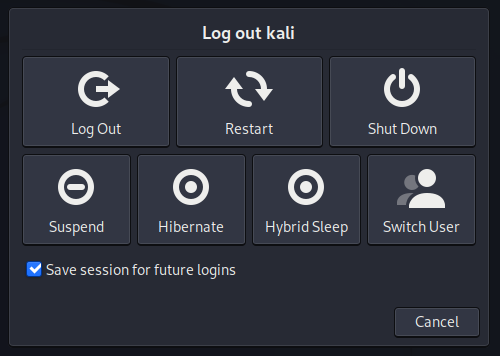 Log out kali
Log Out
Restart
Shut Down
Suspend
Hibernate
Hybrid Sleep
Switch User
Save session for future logins
Cancel